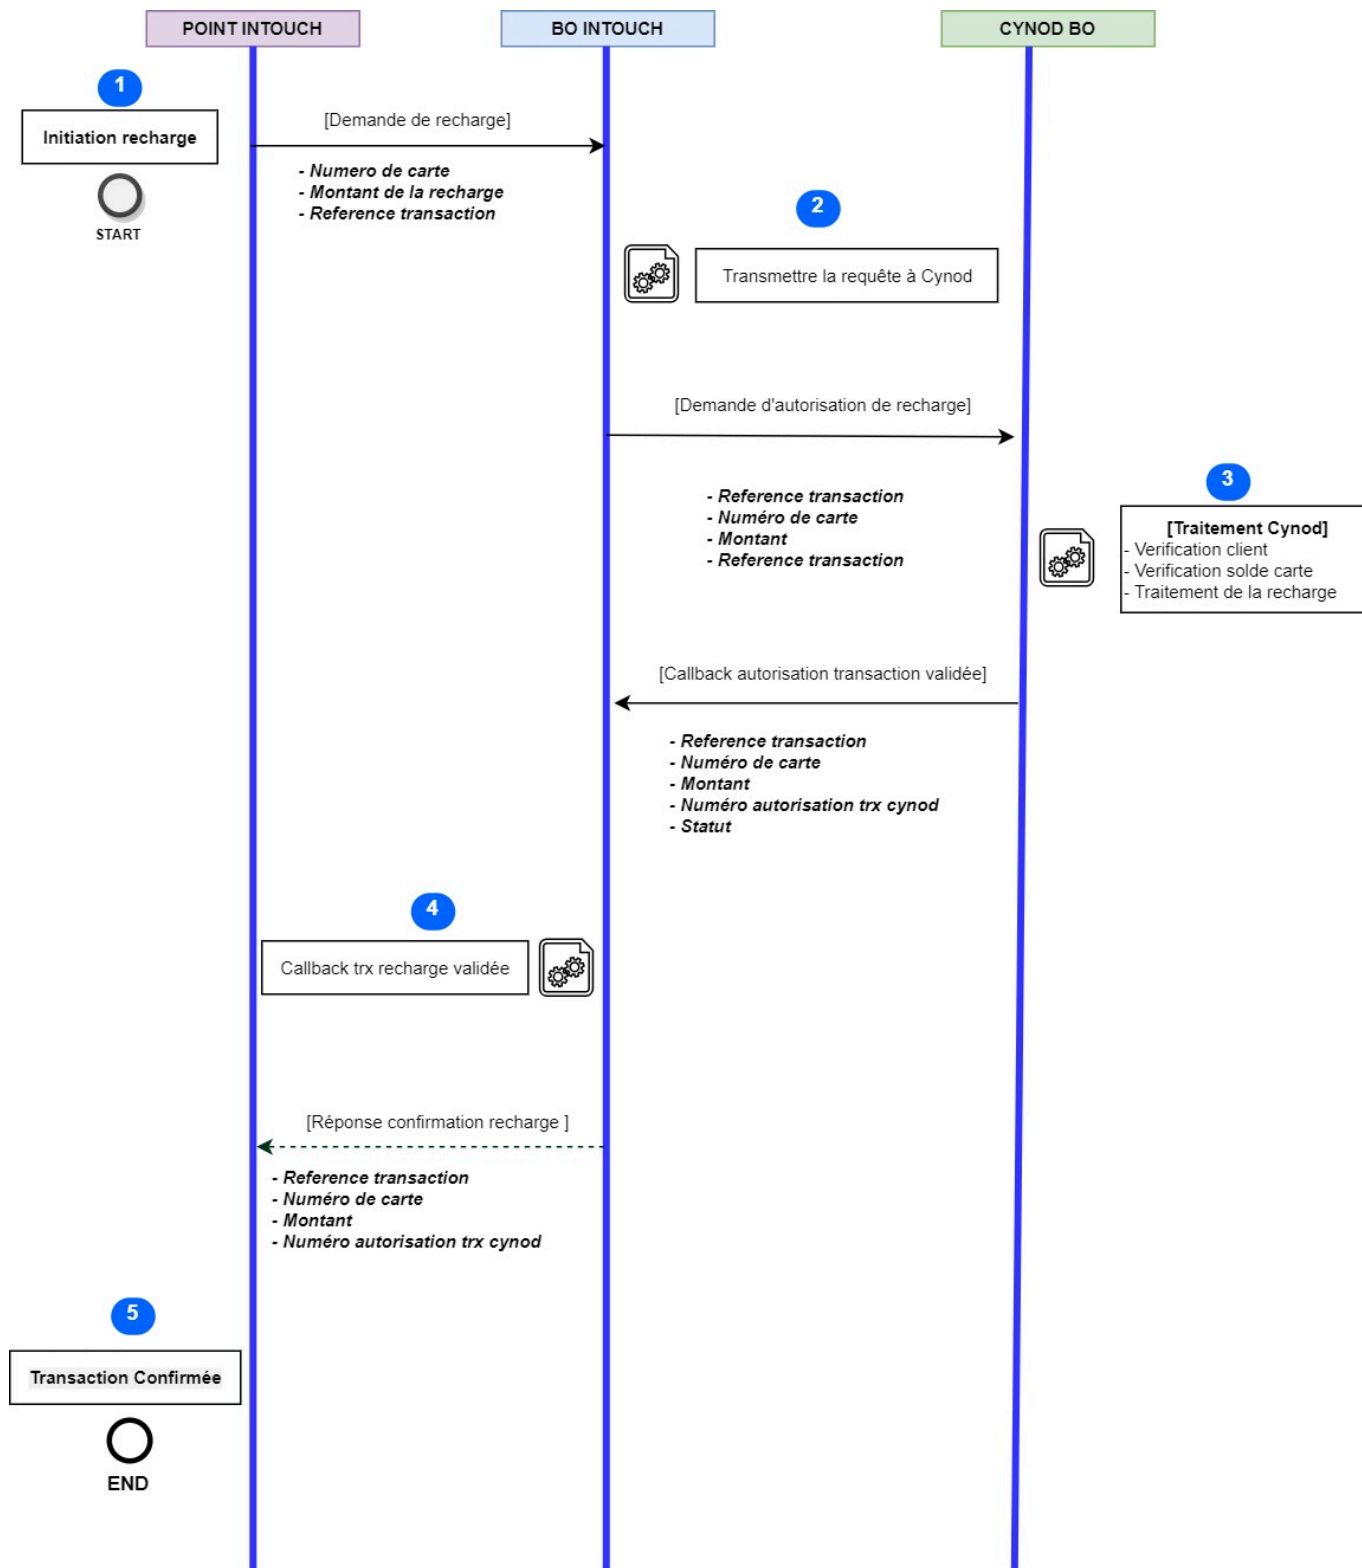 POINT INTOUCH
BO INTOUCH
CYNOD BO
1
Initiation recharge
START
[Demande de recharge]
- Numero de carte
- Montant de la recharge
- Reference transaction
2
Transmettre la requête à Cynod
[Demande d'autorisation de recharge]
- Reference transaction
- Numéro de carte
- Montant
- Reference transaction
3
[Traitement Cynod]
- Verification client
- Verification solde carte
- Traitement de la recharge
[Callback autorisation transaction validée]
- Reference transaction
- Numéro de carte
- Montant
- Numéro autorisation trx cynod
- Statut
4
Callback trx recharge validée
[Réponse confirmation recharge ]
- Reference transaction
- Numéro de carte
- Montant
- Numéro autorisation trx cynod
5
Transaction Confirmée
END